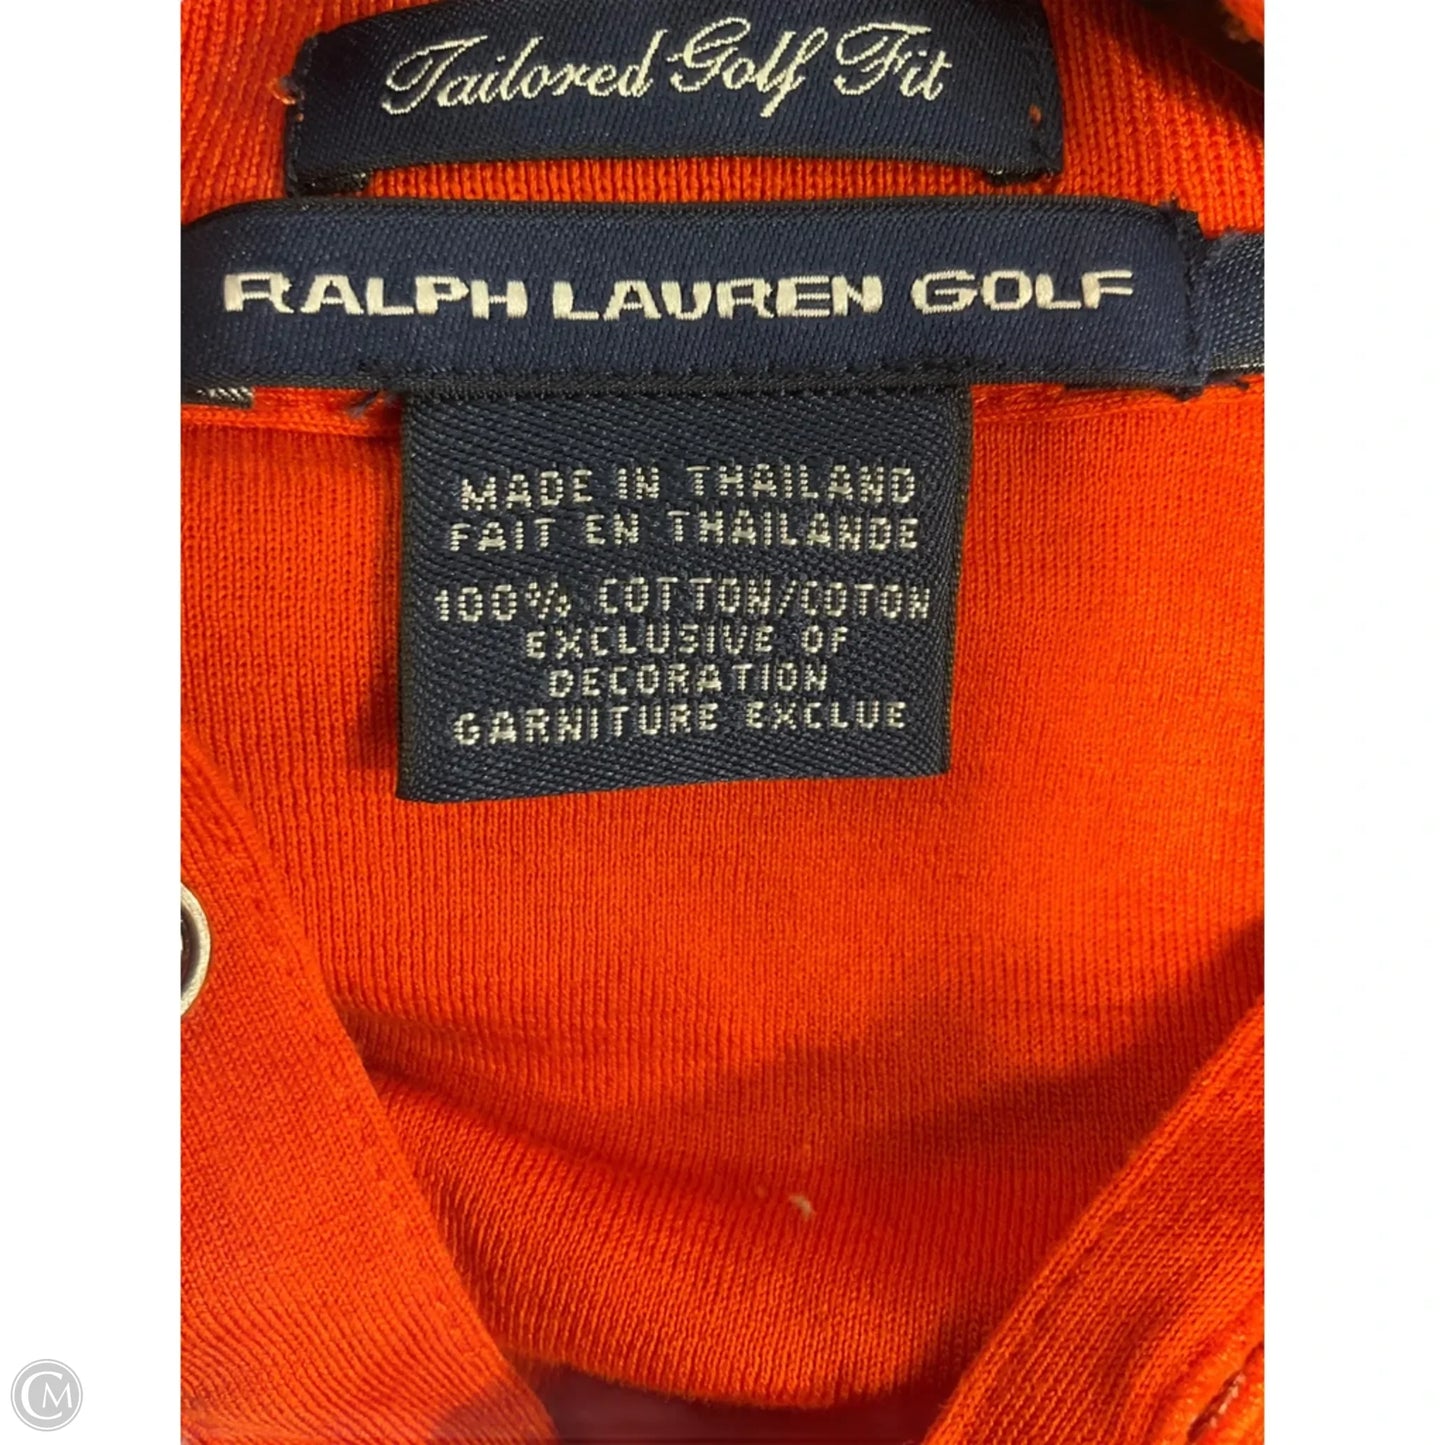 Tailored Golf Fit
RALPH LAUREN GOLF
MADE IN THAILAND
FAIT EN THAILANDE
100% COTTON/COTON
EXCLUSIVE OF
DECORATION
GARNITURE EXCLUE
CM